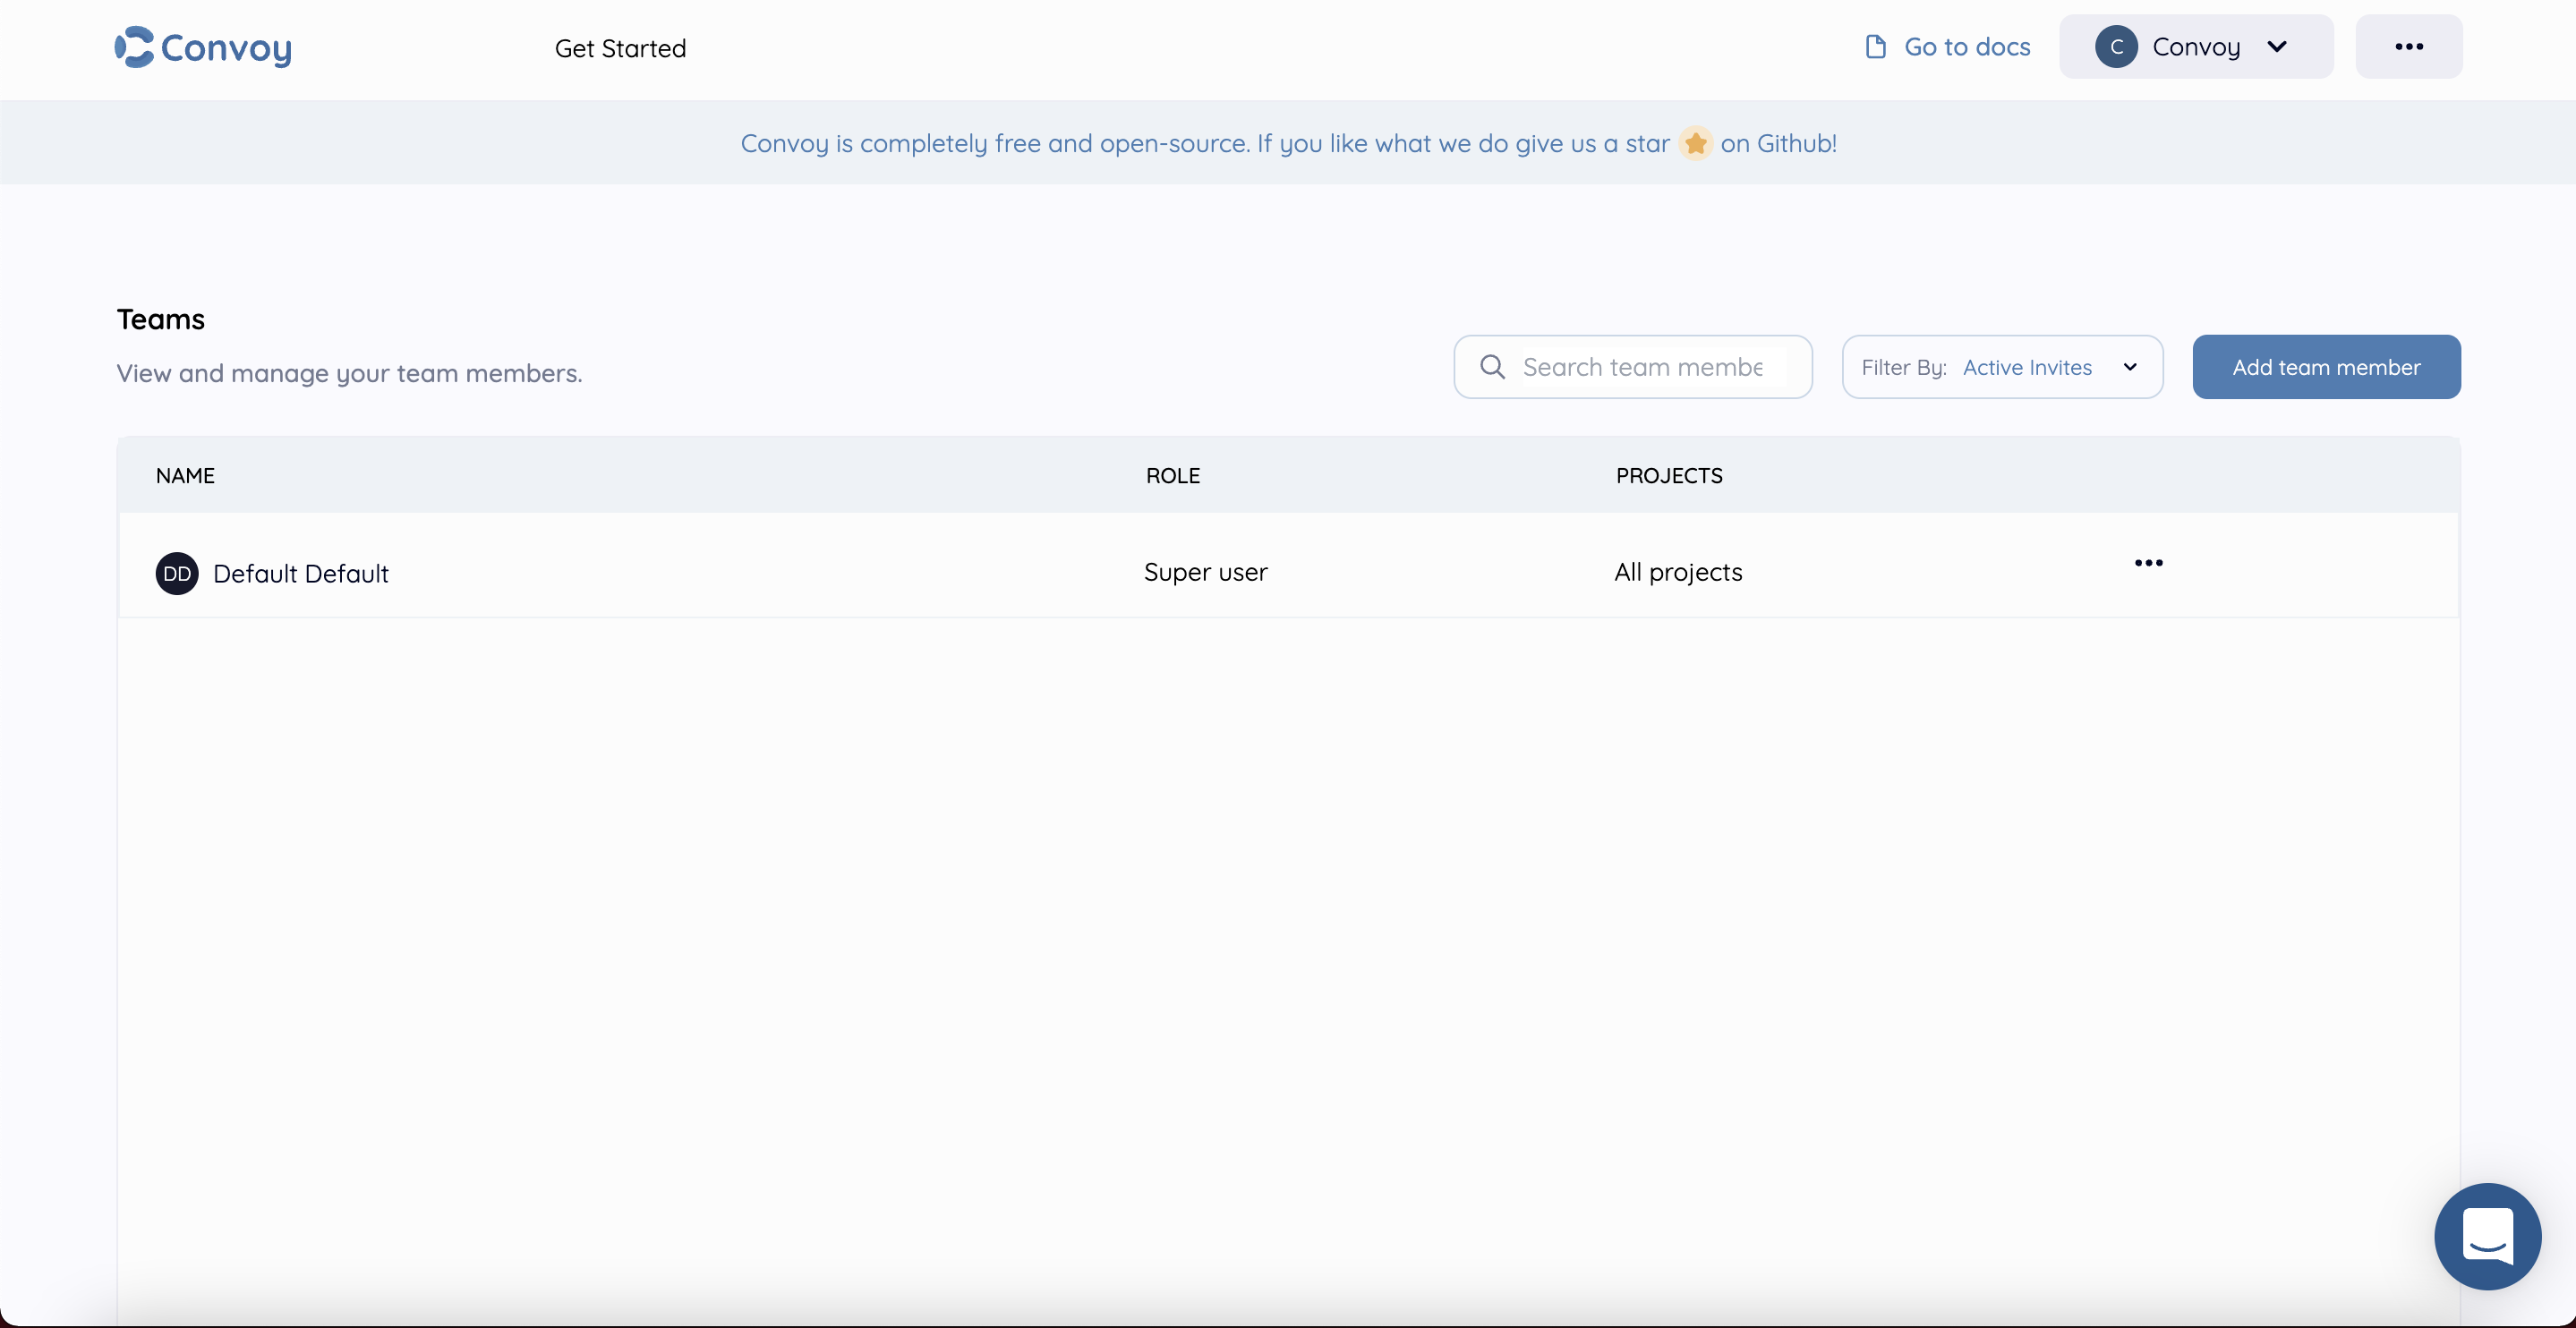 Convoy
Get Started
Go to docs
C Convoy
Convoy is completely free and open-source. If you like what we do give us a star on Github!
Teams
View and manage your team members.
Search team membe
Filter By: Active Invites
Add team member
NAME ROLE PROJECTS
DD Default Default Super user All projects